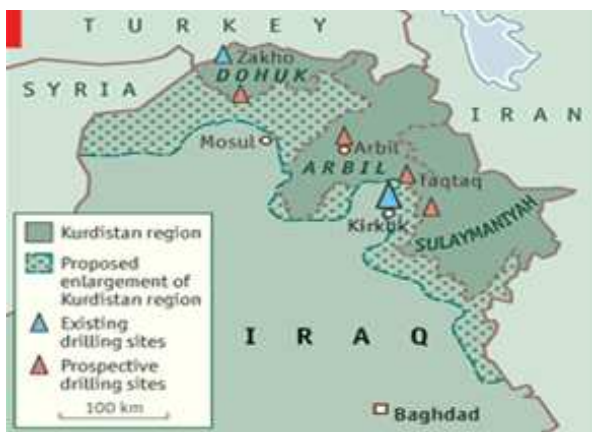 TURKEY
Zakho
DOHUK
SYRIA
IRAN
Mosul
Arbil
ARBIL
Taqtaq
Kirkuk
SULAYMANIYAH
Kurdistan region
Proposed
enlargement of
Kurdistan region
Existing
drilling sites
Prospective
drilling sites
100 km
IRAQ
Baghdad